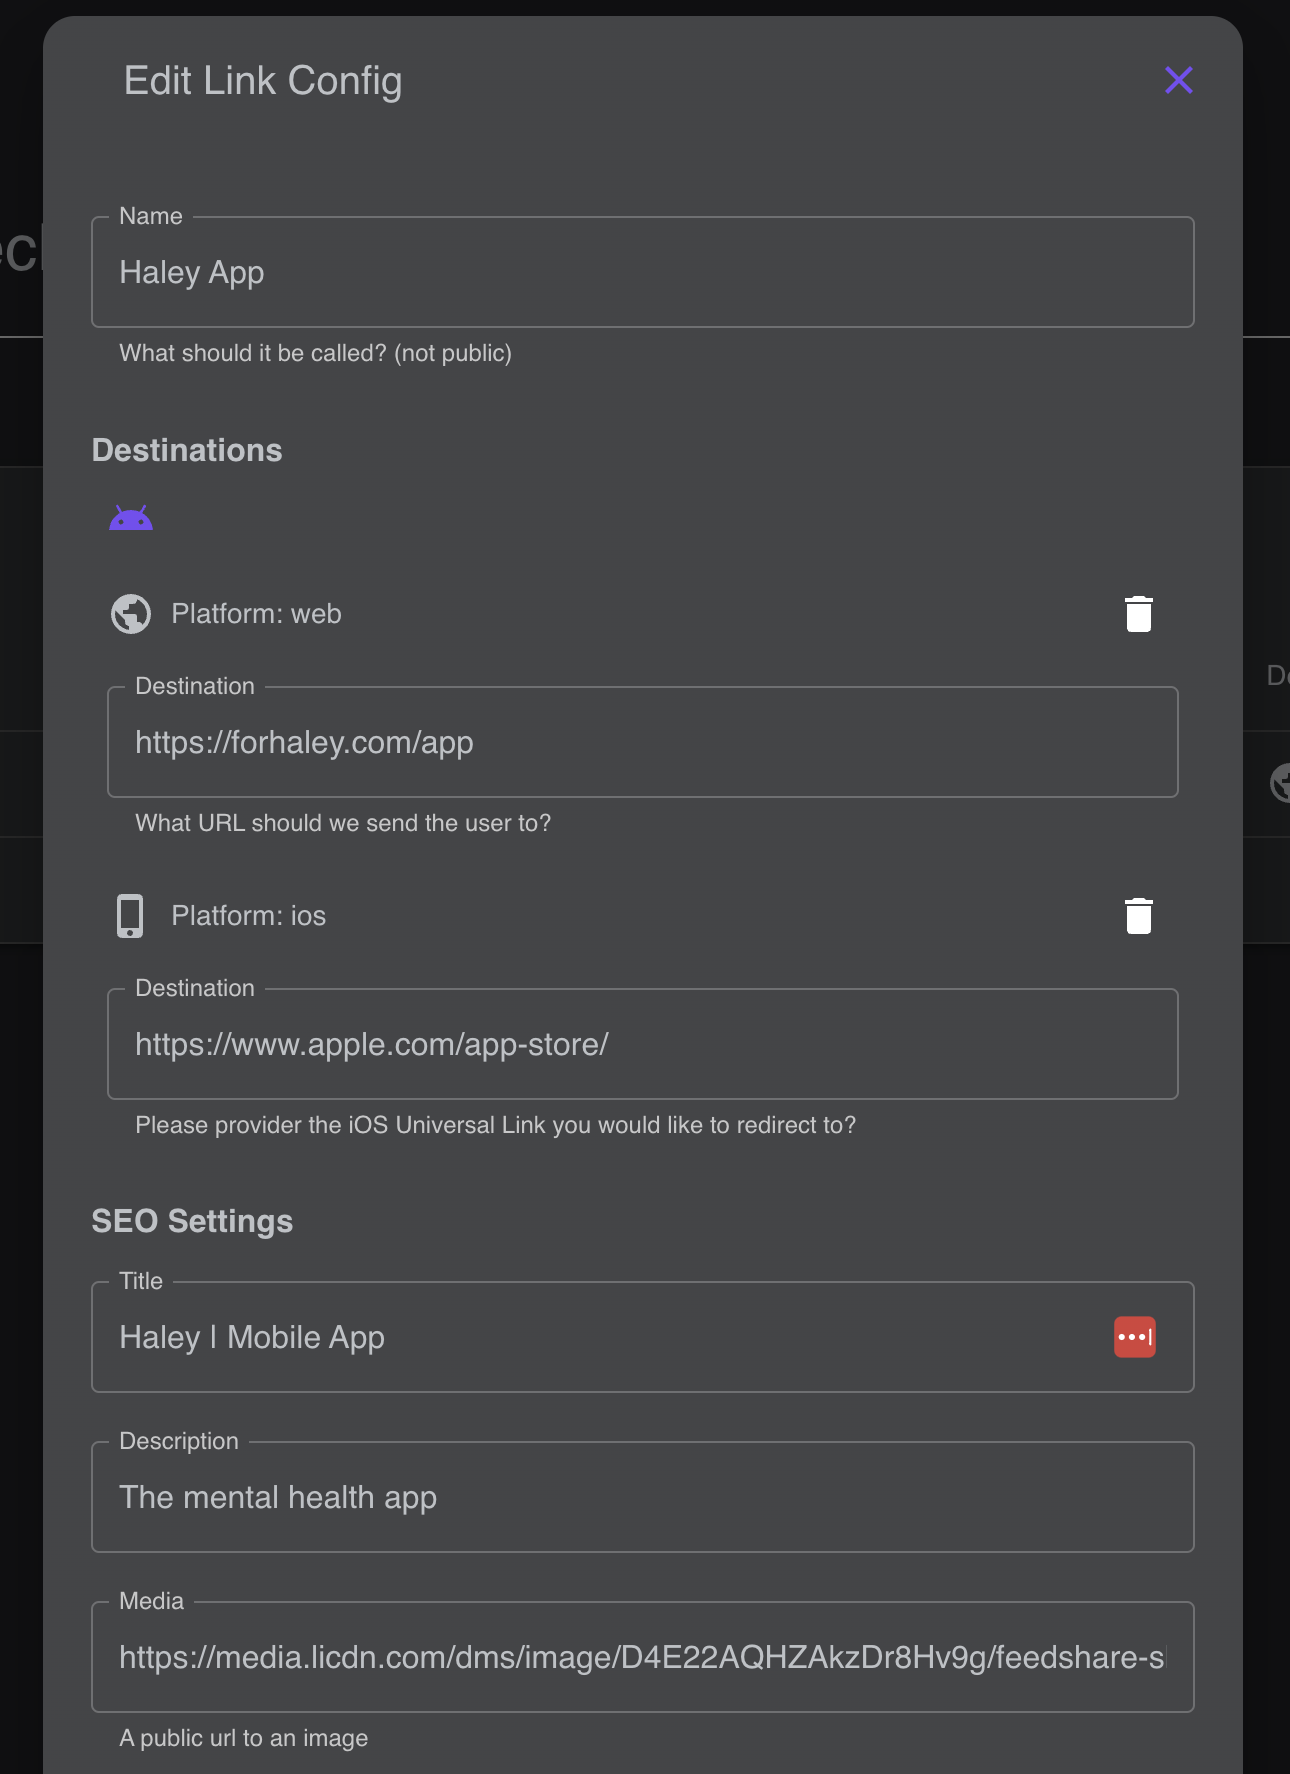 Edit Link Config
Name
Haley App
What should it be called? (not public)
Destinations
Platform: web
Destination
https://forhaley.com/app
What URL should we send the user to?
Platform: ios
Destination
https://www.apple.com/app-store/
Please provider the iOS Universal Link you would like to redirect to?
SEO Settings
Title
Haley | Mobile App
Description
The mental health app
Media
https://media.licdn.com/dms/image/D4E22AQHZAkzDr8Hv9g/feedshare-s
A public url to an image